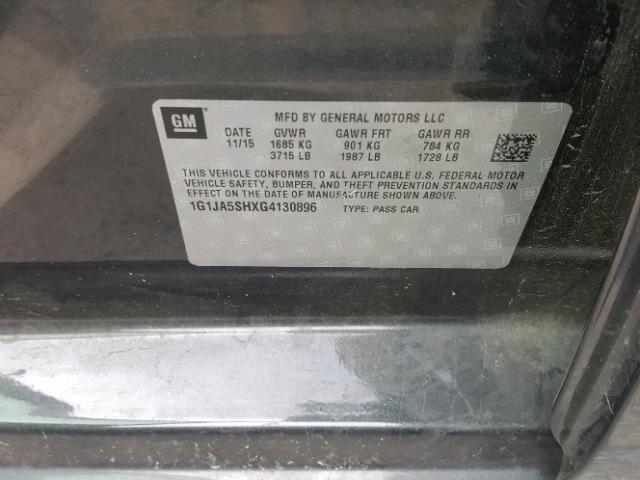 GM
MFD BY GENERAL MOTORS LLC
DATE GVWR GAWR FRT GAWR RR
11/15 1685 KG 901 KG 784 KG
3715 LB 1987 LB 1728 LB
THIS VEHICLE CONFORMS TO ALL APPLICABLE U.S. FEDERAL MOTOR
VEHICLE SAFETY, BUMPER, AND THEFT PREVENTION STANDARDS
IN EFFECT ON THE DATE OF MANUFACTURE SHOWN ABOVE.
1G1JA5SHXG4130896 TYPE: PASS CAR